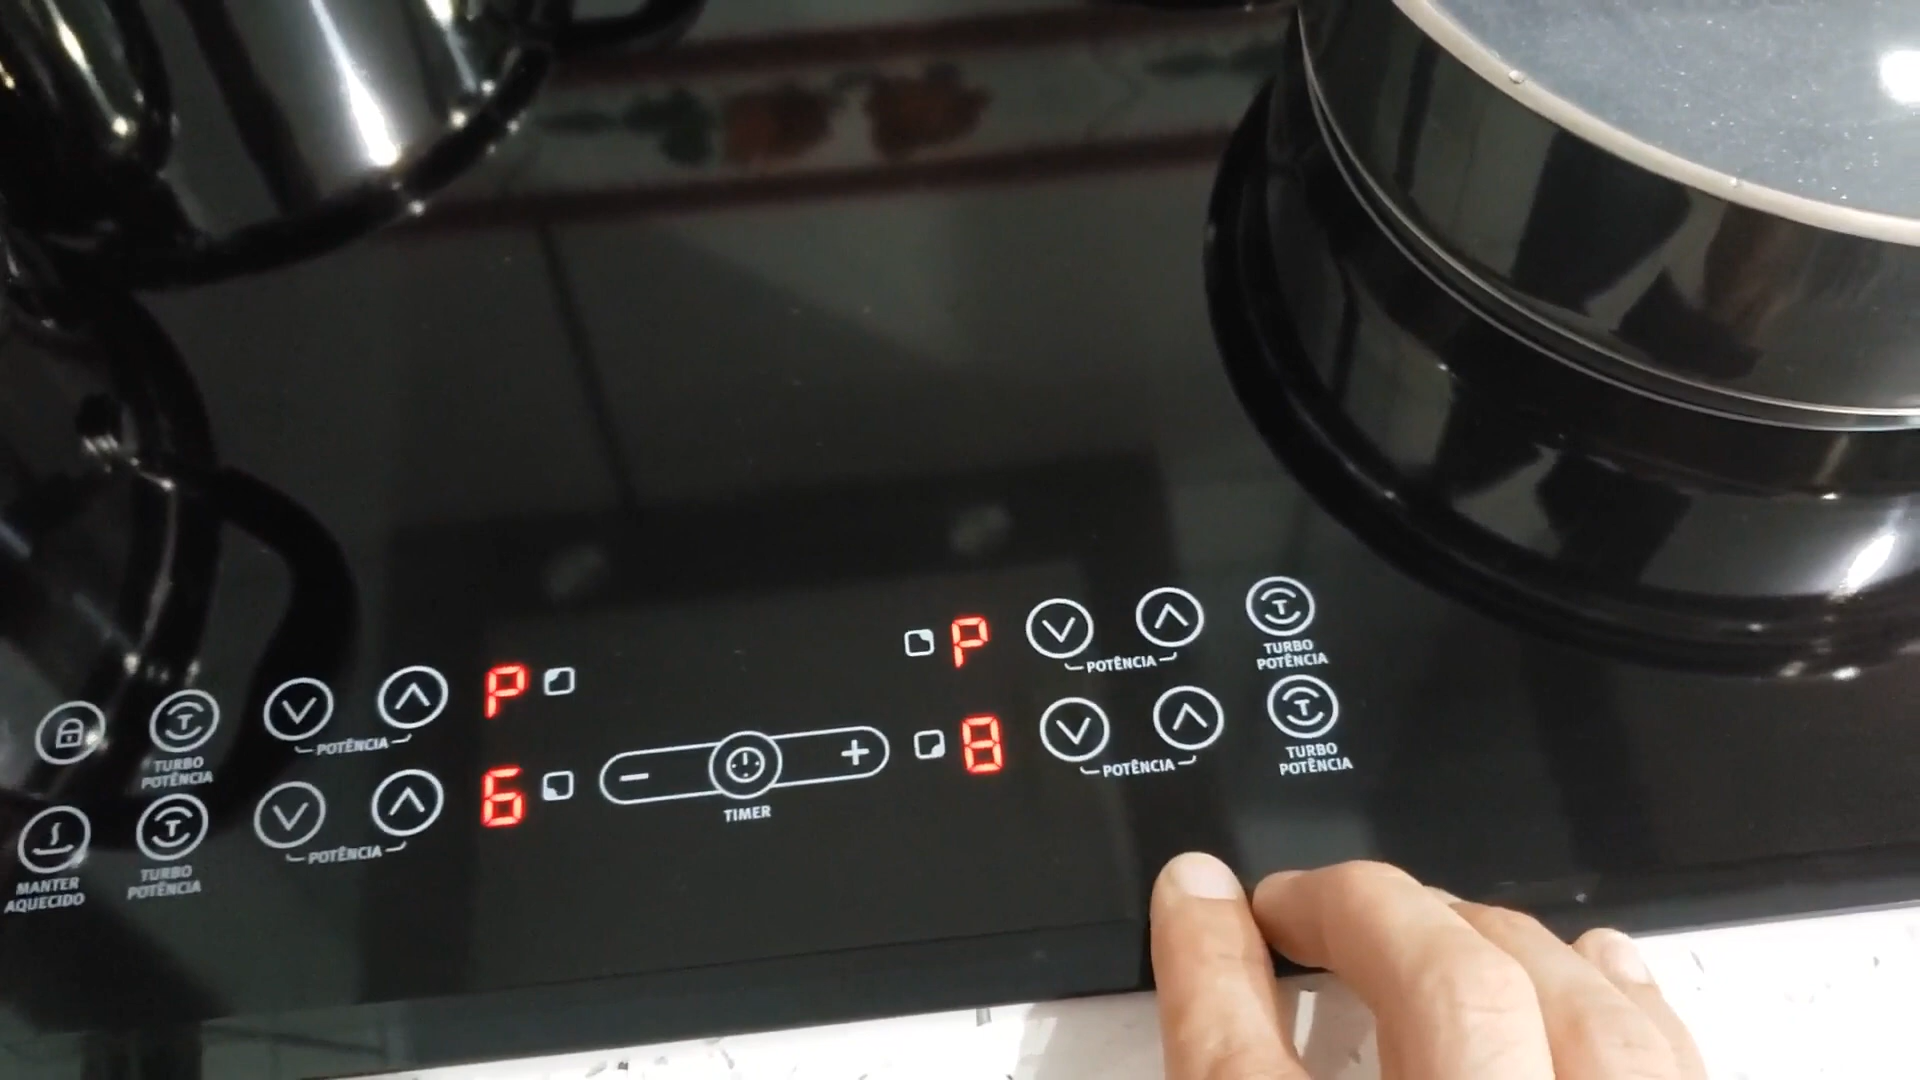 P
P
TURBO
POTÊNCIA
POTÊNCIA
TURBO
POTÊNCIA
POTÊNCIA
6
8
TIMER
TURBO
POTÊNCIA
POTÊNCIA
MANTER
AQUECIDO
TURBO
POTÊNCIA
POTÊNCIA